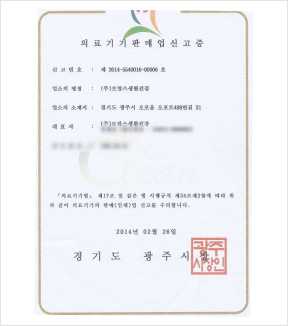 의료기기판매업신고증
신 고 번 호 : 제 2014-5540016-00006 호
업소의 명칭 : (주)트랜스생활건강
업소의 소재지 : 경기도 광주시 오포읍 오포로488번길 21
대 표 자 : (주)트랜스생활건강
「의료기기법」 제17조 및 같은 법 시행규칙 제24조제2항에 따라 위
와 같이 의료기기의 판매(임대)업 신고를 수리합니다.
2014년 02월 26일
경기도 광주시장
광주
시장인